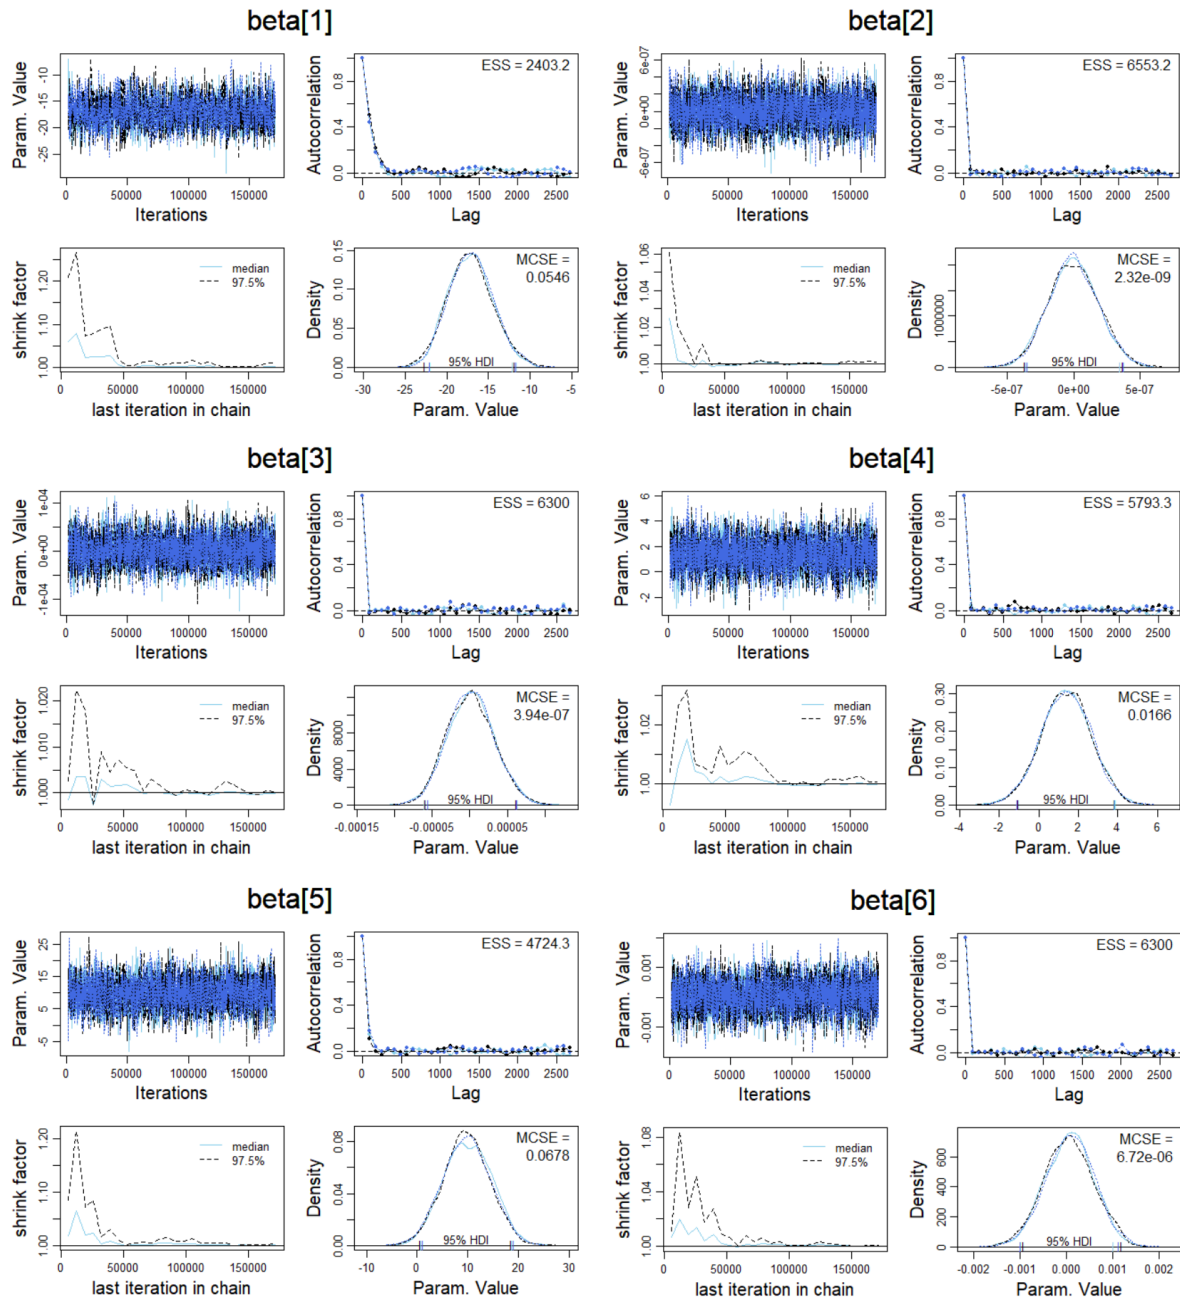 beta[1]
Param. Value
-25 -20 -15 -10
0 50000 100000 150000
Iterations
Autocorrelation
0.0 0.4 0.8
ESS = 2403.2
0 500 1000 1500 2000 2500
Lag
shrink factor
1.00 1.10 1.20
median
97.5%
0 50000 100000 150000
last iteration in chain
Density
0.00 0.05 0.10 0.15
MCSE =
0.0546
95% HDI
-30 -25 -20 -15 -10 -5
Param. Value
beta[2]
Param. Value
-6e-07 0e+00 6e-07
0 50000 100000 150000
Iterations
Autocorrelation
0.0 0.4 0.8
ESS = 6553.2
0 500 1000 1500 2000 2500
Lag
shrink factor
1.00 1.02 1.04 1.06
median
97.5%
0 50000 100000 150000
last iteration in chain
Density
0 1000000
MCSE =
2.32e-09
95% HDI
-5e-07 0e+00 5e-07
Param. Value
beta[3]
Param. Value
-1e-04 0e+00 1e-04
0 50000 100000 150000
Iterations
Autocorrelation
0.0 0.4 0.8
ESS = 6300
0 500 1000 1500 2000 2500
Lag
shrink factor
1.000 1.010 1.020
median
97.5%
0 50000 100000 150000
last iteration in chain
Density
0 4000 8000
MCSE =
3.94e-07
95% HDI
-0.00015 -0.00005 0.00005
Param. Value
beta[4]
Param. Value
-2 0 2 4 6
0 50000 100000 150000
Iterations
Autocorrelation
0.0 0.4 0.8
ESS = 5793.3
0 500 1000 1500 2000 2500
Lag
shrink factor
1.00 1.02 1.04
median
97.5%
0 50000 100000 150000
last iteration in chain
Density
0.00 0.10 0.20 0.30
MCSE =
0.0166
95% HDI
-4 -2 0 2 4 6
Param. Value
beta[5]
Param. Value
-5 5 15 25
0 50000 100000 150000
Iterations
Autocorrelation
0.0 0.4 0.8
ESS = 4724.3
0 500 1000 1500 2000 2500
Lag
shrink factor
1.00 1.10 1.20
median
97.5%
0 50000 100000 150000
last iteration in chain
Density
0.00 0.04 0.08
MCSE =
0.0678
95% HDI
-10 0 10 20 30
Param. Value
beta[6]
Param. Value
-0.001 0.001
0 50000 100000 150000
Iterations
Autocorrelation
0.0 0.4 0.8
ESS = 6300
0 500 1000 1500 2000 2500
Lag
shrink factor
1.00 1.04 1.08
median
97.5%
0 50000 100000 150000
last iteration in chain
Density
0 200 400 600
MCSE =
6.72e-06
95% HDI
-0.002 -0.001 0.000 0.001 0.002
Param. Value